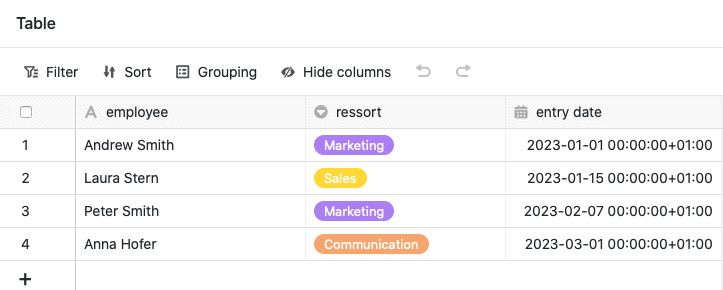 Table
Filter Sort Grouping Hide columns
employee ressort entry date
1 Andrew Smith Marketing 2023-01-01 00:00:00+01:00
2 Laura Stern Sales 2023-01-15 00:00:00+01:00
3 Peter Smith Marketing 2023-02-07 00:00:00+01:00
4 Anna Hofer Communication 2023-03-01 00:00:00+01:00